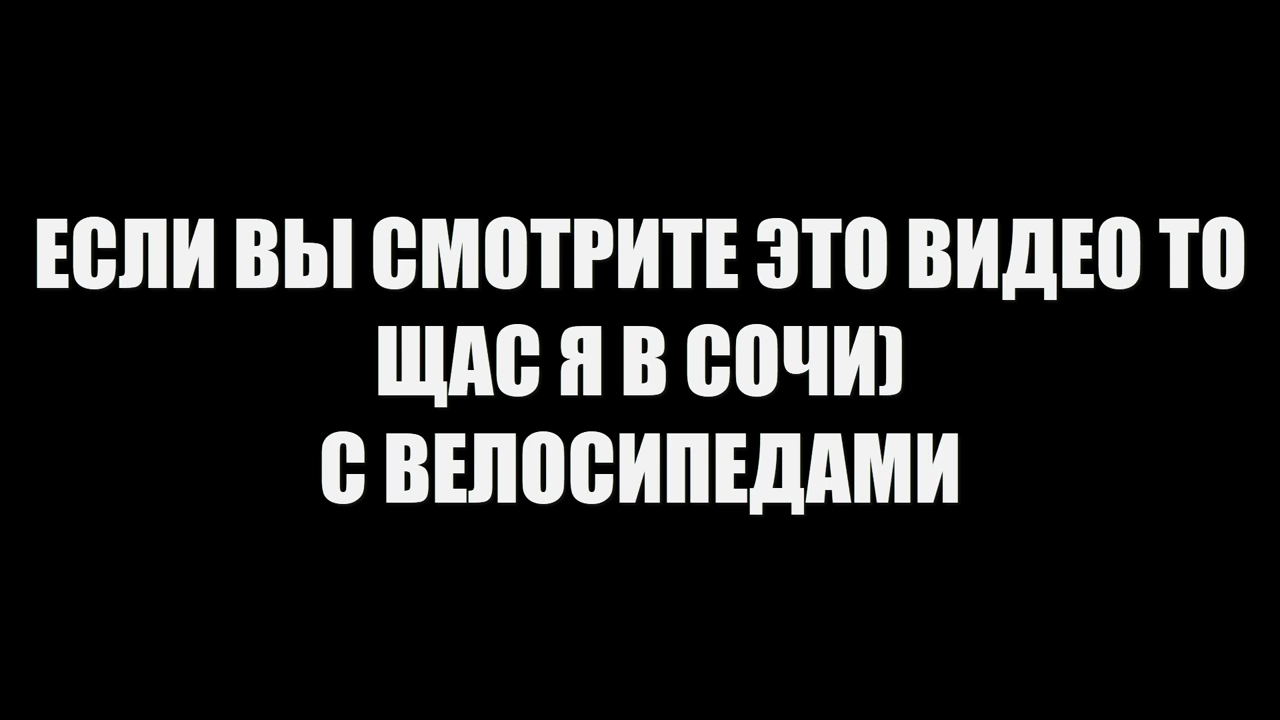 ЕСЛИ ВЫ СМОТРИТЕ ЭТО ВИДЕО ТО
ЩАС Я В СОЧИ)
С ВЕЛОСИПЕДАМИ